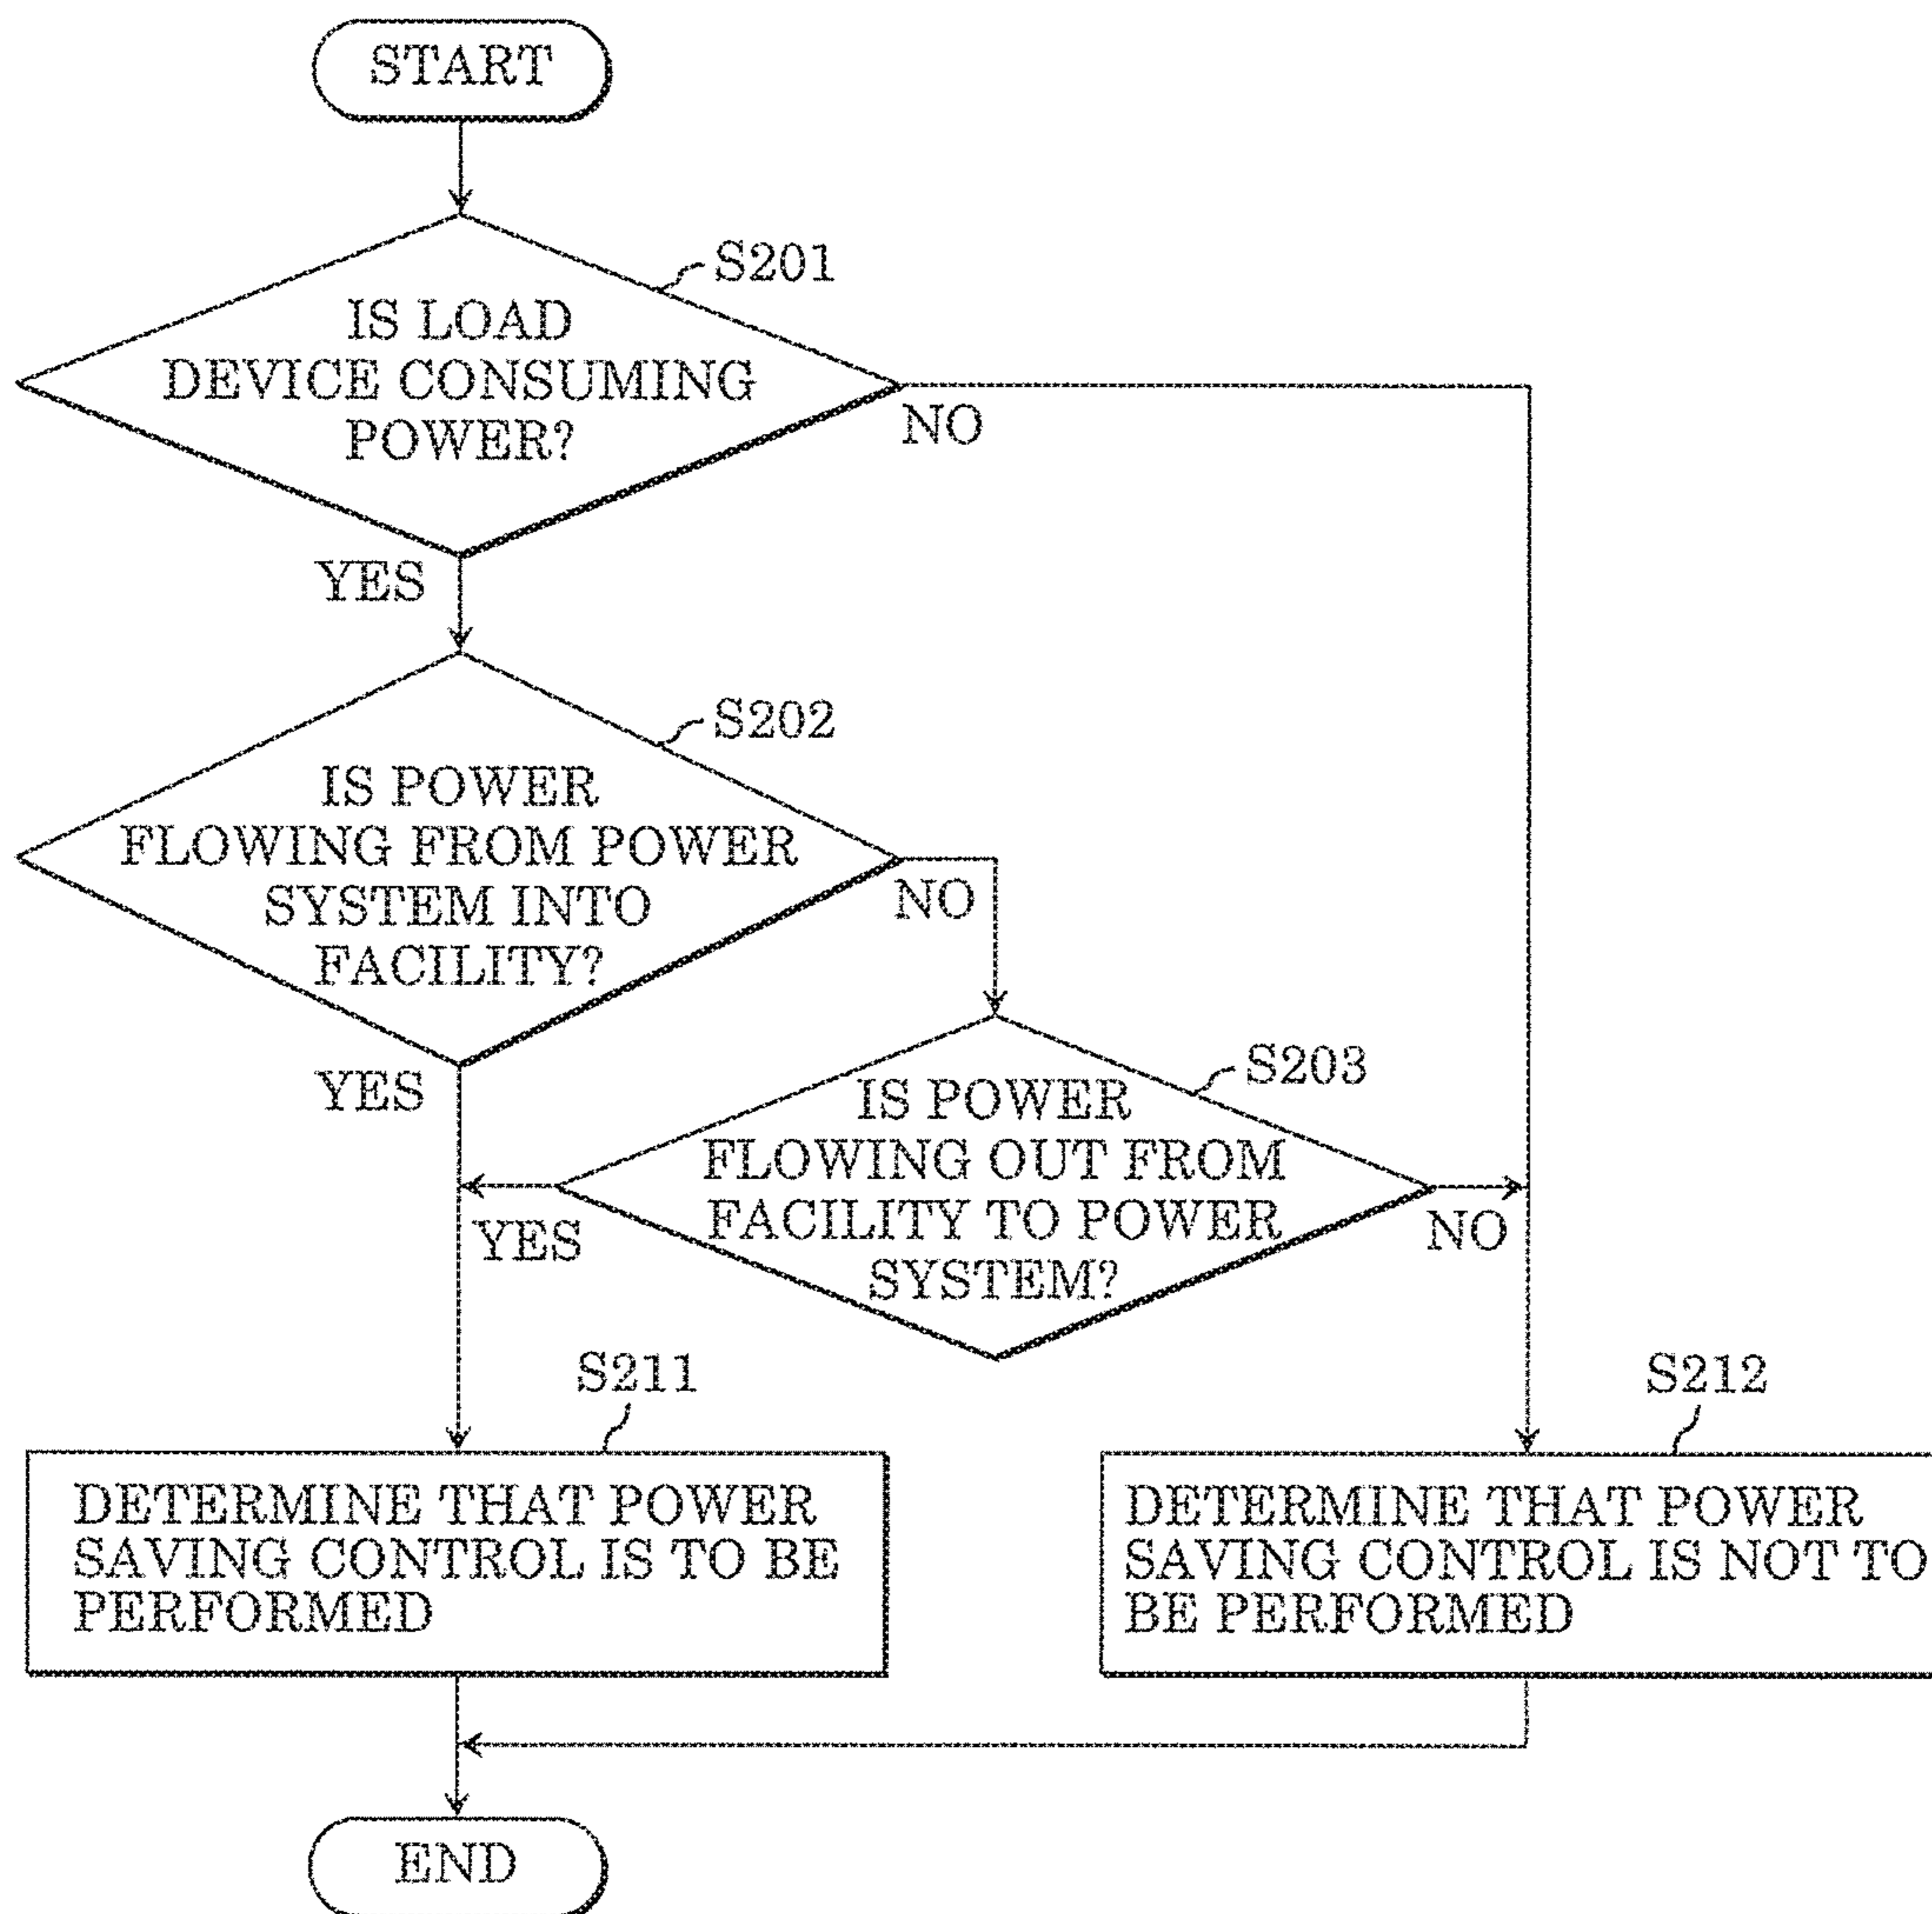 START
S201
IS LOAD
DEVICE CONSUMING
POWER?
NO
YES
S202
IS POWER
FLOWING FROM POWER
SYSTEM INTO
FACILITY?
NO
YES
S203
IS POWER
FLOWING OUT FROM
FACILITY TO POWER
SYSTEM?
YES
NO
S211
DETERMINE THAT POWER
SAVING CONTROL IS TO BE
PERFORMED
S212
DETERMINE THAT POWER
SAVING CONTROL IS NOT TO
BE PERFORMED
END